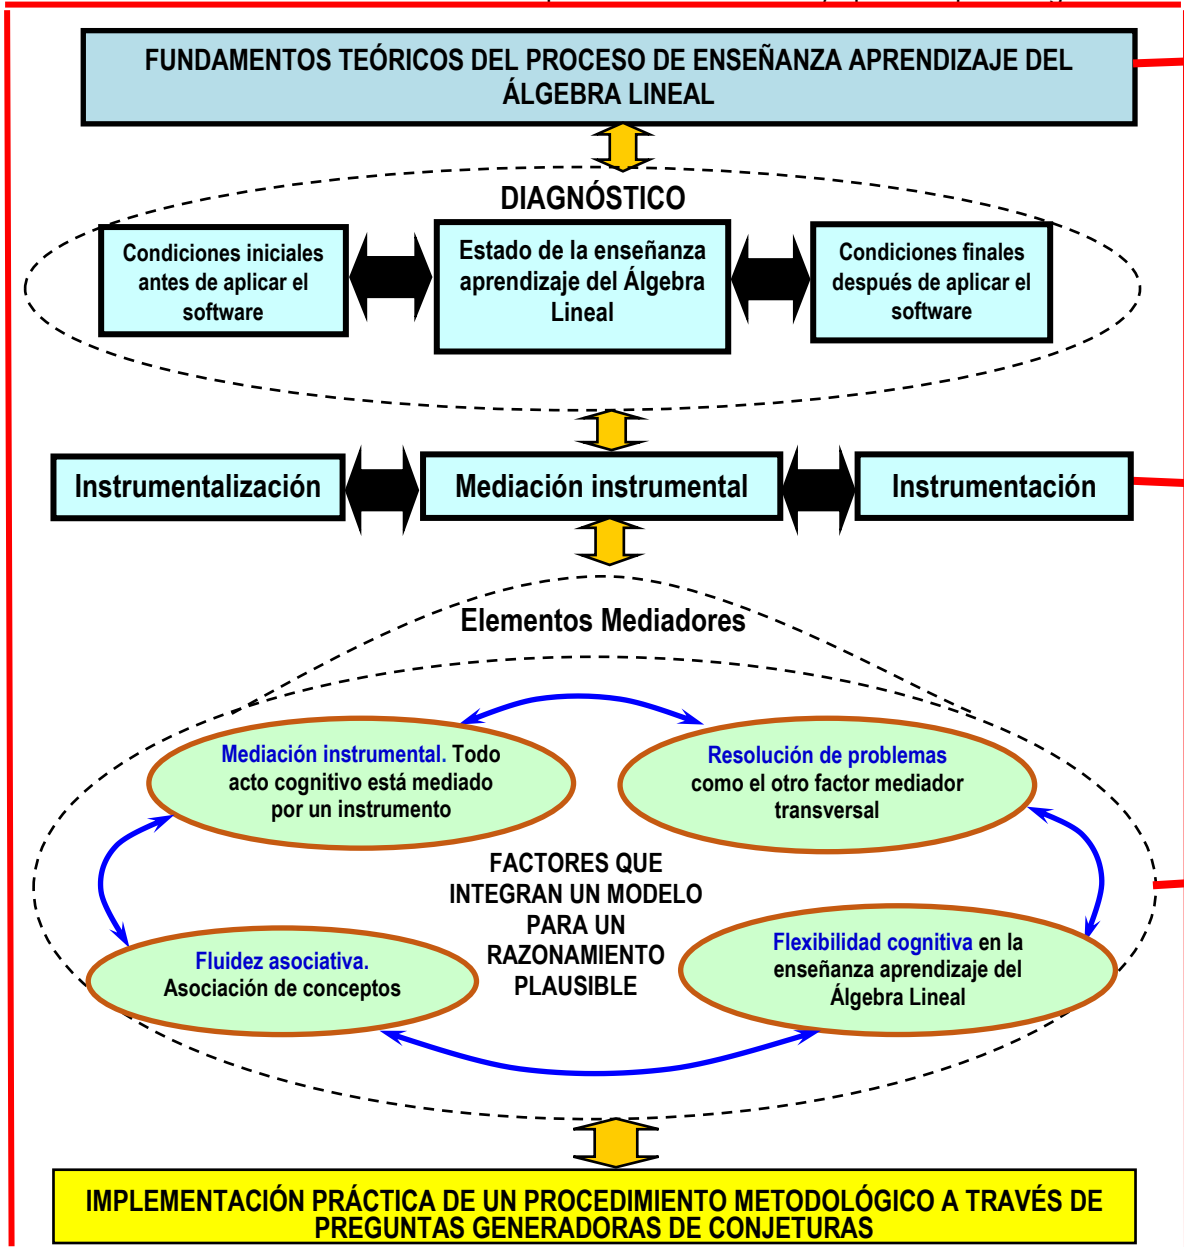 FUNDAMENTOS TEÓRICOS DEL PROCESO DE ENSEÑANZA APRENDIZAJE DEL
ÁLGEBRA LINEAL
DIAGNÓSTICO
Condiciones iniciales
antes de aplicar el
software
Estado de la enseñanza
aprendizaje del Álgebra
Lineal
Condiciones finales
después de aplicar el
software
Instrumentalización
Mediación instrumental
Instrumentación
Elementos Mediadores
Mediación instrumental. Todo
acto cognitivo está mediado
por un instrumento
Resolución de problemas
como el otro factor mediador
transversal
FACTORES QUE
INTEGRAN UN MODELO
PARA UN
RAZONAMIENTO
PLAUSIBLE
Fluidez asociativa.
Asociación de conceptos
Flexibilidad cognitiva en la
enseñanza aprendizaje del
Álgebra Lineal
IMPLEMENTACIÓN PRÁCTICA DE UN PROCEDIMIENTO METODOLÓGICO A TRAVÉS DE
PREGUNTAS GENERADORAS DE CONJETURAS